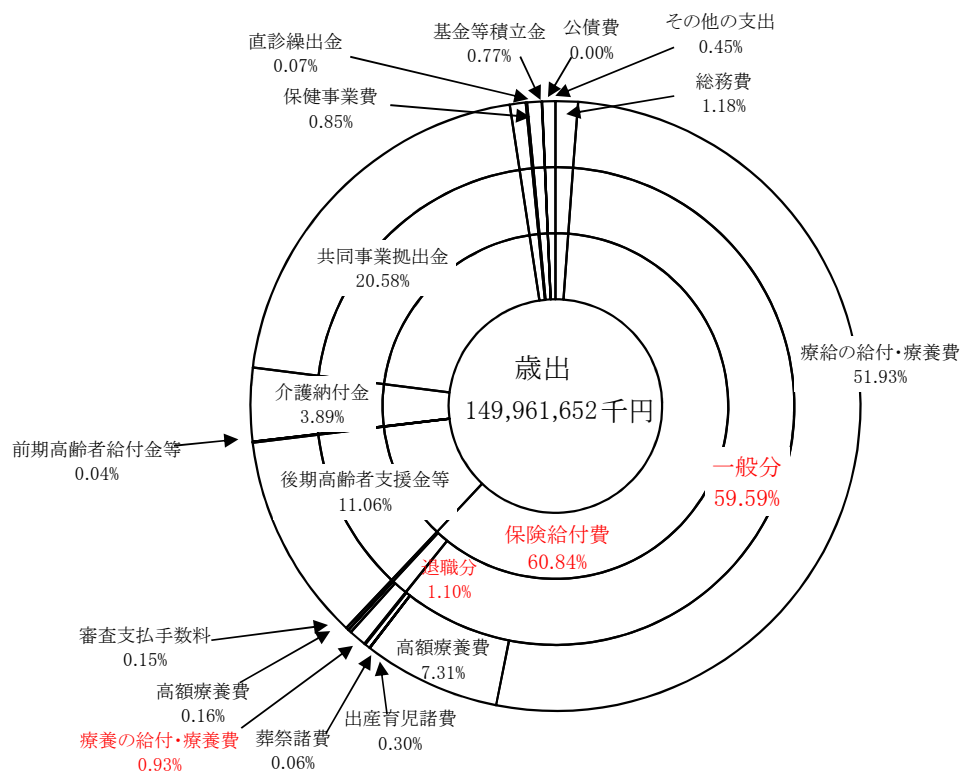 その他の支出
0.45%
公債費
0.00%
基金等積立金
0.77%
直診繰出金
0.07%
保健事業費
0.85%
総務費
1.18%
共同事業拠出金
20.58%
療給の給付・療養費
51.93%
歳出
149,961,652千円
介護納付金
3.89%
前期高齢者給付金等
0.04%
後期高齢者支援金等
11.06%
一般分
59.59%
保険給付費
60.84%
退職分
1.10%
審査支払手数料
0.15%
高額療養費
7.31%
高額療養費
0.16%
出産育児諸費
0.30%
療養の給付・療養費
0.93%
葬祭諸費
0.06%